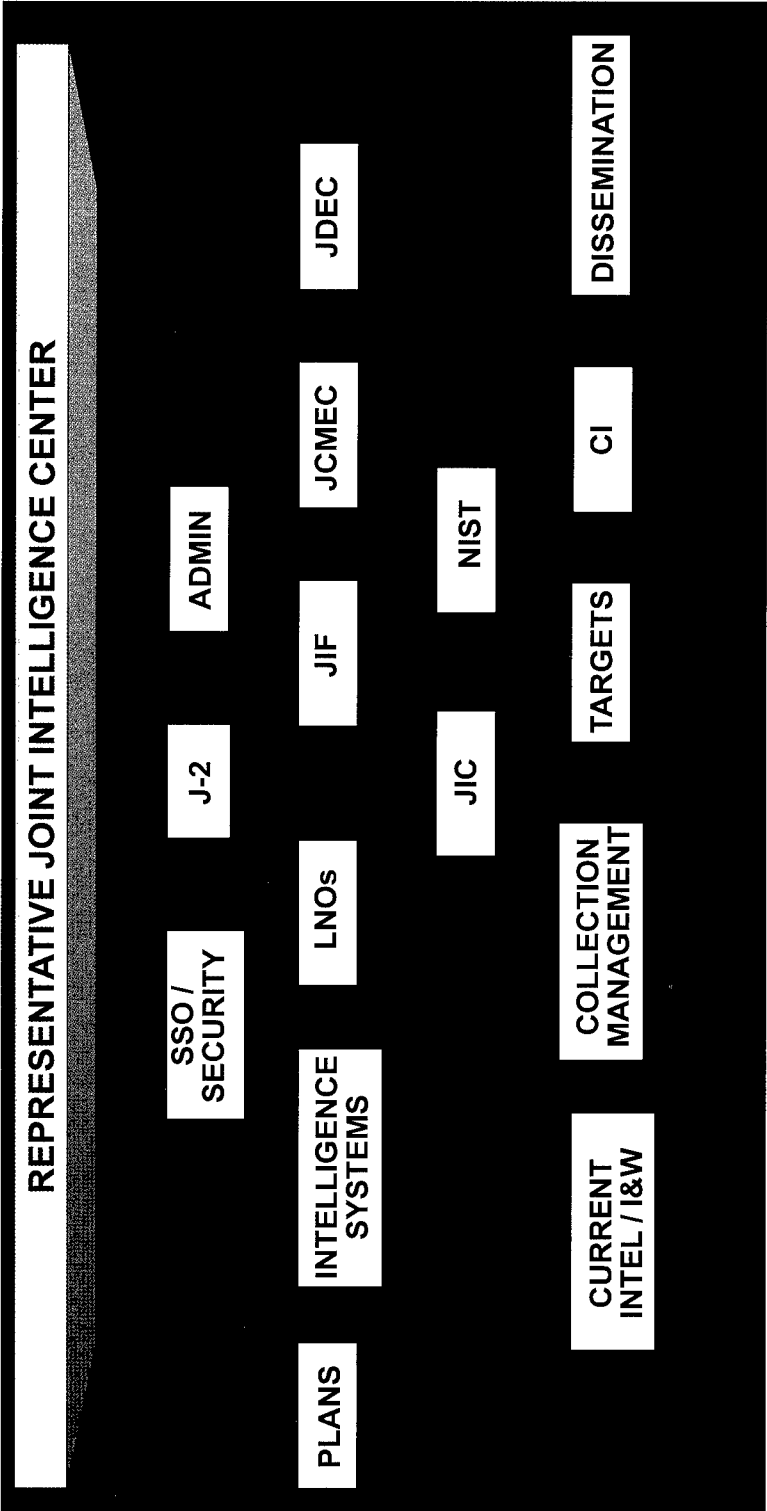 REPRESENTATIVE JOINT INTELLIGENCE CENTER
SSO /
SECURITY
J-2
ADMIN
PLANS
INTELLIGENCE
SYSTEMS
LNOs
JIF
JCMEC
JDEC
JIC
NIST
CURRENT
INTEL / I&W
COLLECTION
MANAGEMENT
TARGETS
CI
DISSEMINATION